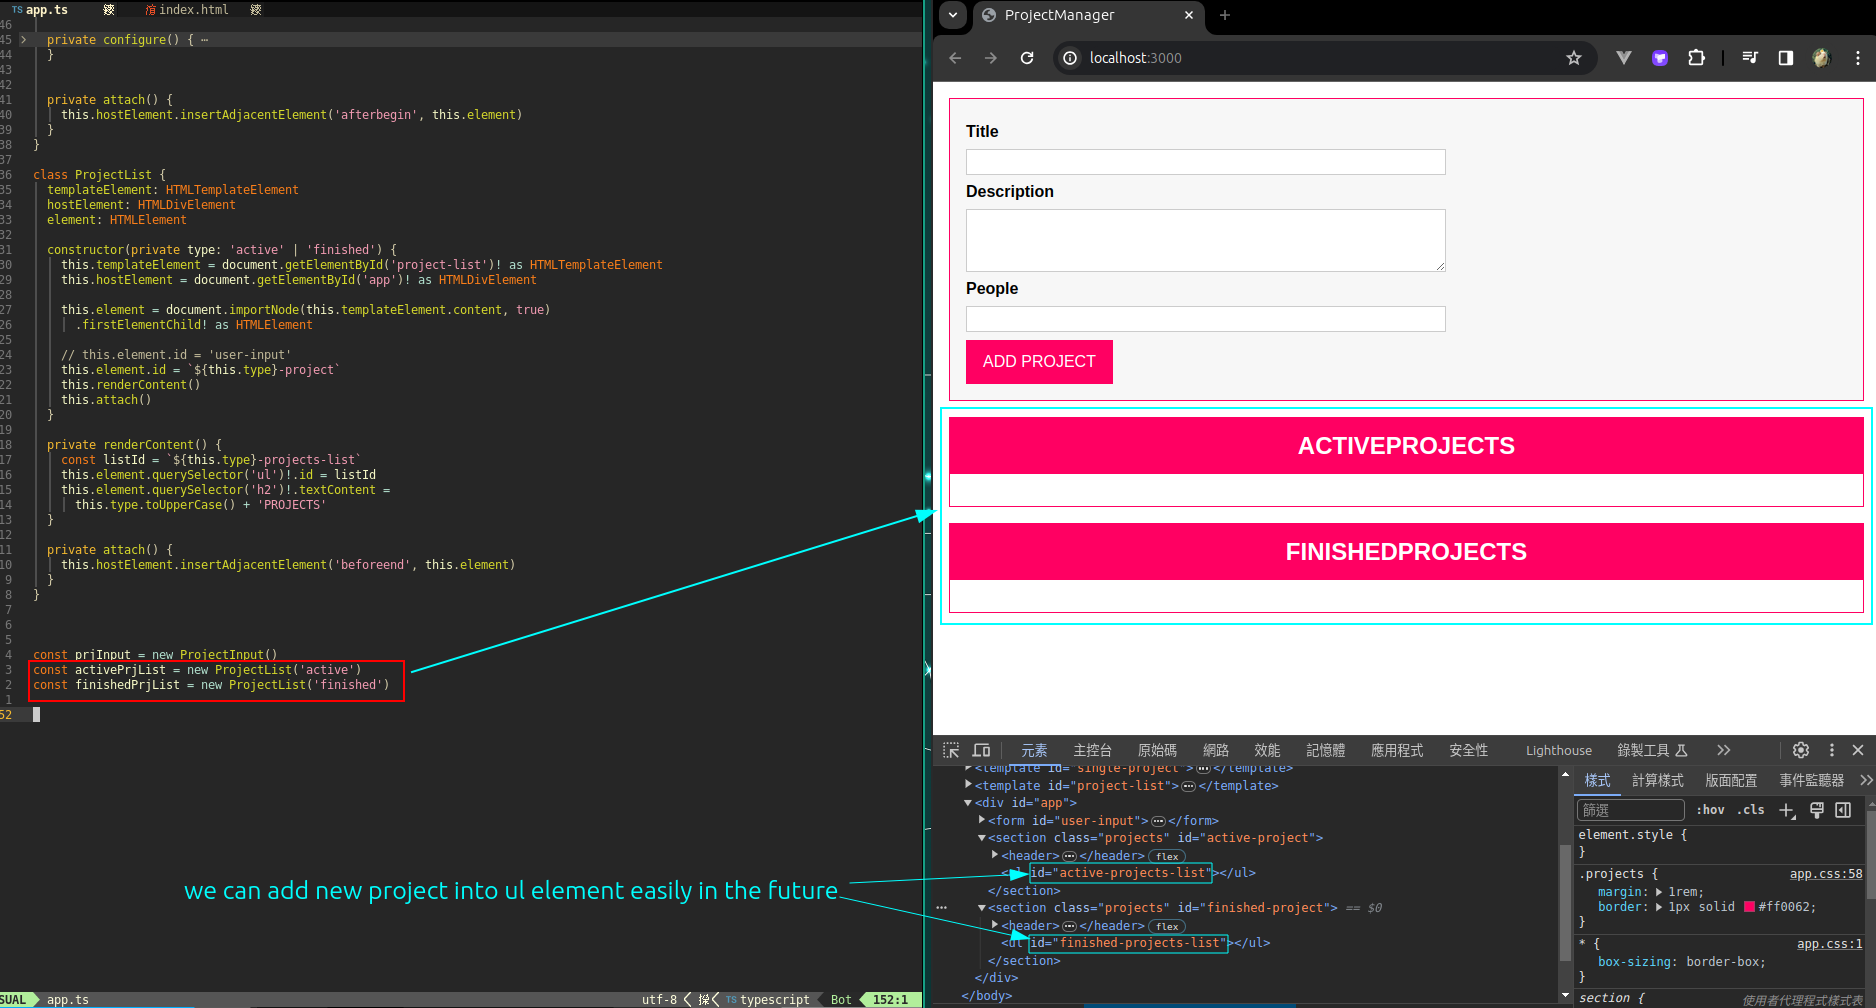 TS app.ts
index.html
46
45 > private configure() { ⋯
44 }
43
42
41 private attach() {
40 this.hostElement.insertAdjacentElement('afterbegin', this.element)
39 }
38 }
37
36 class ProjectList {
35 templateElement: HTMLTemplateElement
34 hostElement: HTMLDivElement
33 element: HTMLElement
32
31 constructor(private type: 'active' | 'finished') {
30 this.templateElement = document.getElementById('project-list')! as HTMLTemplateElement
29 this.hostElement = document.getElementById('app')! as HTMLDivElement
28
27 this.element = document.importNode(this.templateElement.content, true)
26 .firstElementChild! as HTMLElement
25
24 // this.element.id = 'user-input'
23 this.element.id = `${this.type}-project`
22 this.renderContent()
21 this.attach()
20 }
19
18 private renderContent() {
17 const listId = `${this.type}-projects-list`
16 this.element.querySelector('ul')!.id = listId
15 this.element.querySelector('h2')!.textContent =
14 this.type.toUpperCase() + 'PROJECTS'
13 }
12
11 private attach() {
10 this.hostElement.insertAdjacentElement('beforeend', this.element)
9 }
8 }
7
6
5
4 const prjInput = new ProjectInput()
3 const activePrjList = new ProjectList('active')
2 const finishedPrjList = new ProjectList('finished')
1
52
we can add new project into ul element easily in the future
SUAL app.ts
utf-8
TS typescript
Bot
152:1
ProjectManager
localhost:3000
Title
Description
People
ADD PROJECT
ACTIVEPROJECTS
FINISHEDPROJECTS
元素 主控台 原始碼 網路 效能 記憶體 應用程式 安全性 Lighthouse 錄製工具
<template id="single-project">⋯</template>
<template id="project-list">⋯</template>
<div id="app">
<form id="user-input">⋯</form>
<section class="projects" id="active-project">
<header>⋯</header> flex
id="active-projects-list"></ul>
</section>
<section class="projects" id="finished-project"> == $0
<header>⋯</header> flex
<ul id="finished-projects-list"></ul>
</section>
</div>
</body>
樣式 計算樣式 版面配置 事件監聽器
篩選 :hov .cls
element.style {
}
.projects { app.css:58
margin: 1rem;
border: 1px solid #ff0062;
}
* { app.css:1
box-sizing: border-box;
}
section { 使用者代理程式樣式表